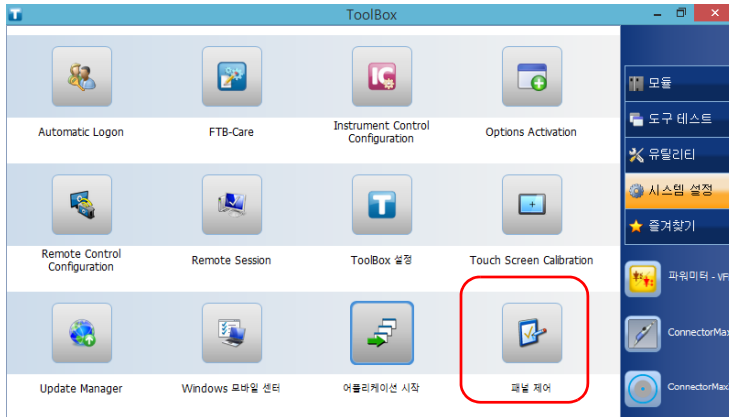 ToolBox
Automatic Logon
FTB-Care
Instrument Control
Configuration
Options Activation
Remote Control
Configuration
Remote Session
ToolBox 설정
Touch Screen Calibration
Update Manager
Windows 모바일 센터
어플리케이션 시작
패널 제어
모듈
도구 테스트
유틸리티
시스템 설정
즐겨찾기
파워미터 - VF
ConnectorMax
ConnectorMax